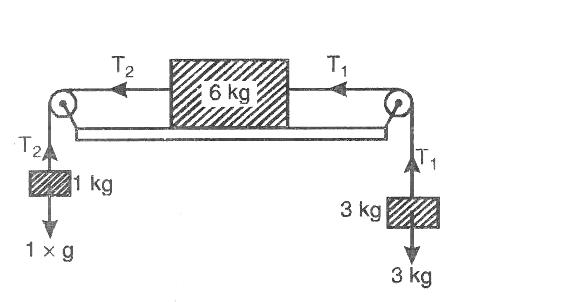 T2 T1
6 kg
T2 T1
1 kg
3 kg
1 × g
3 kg